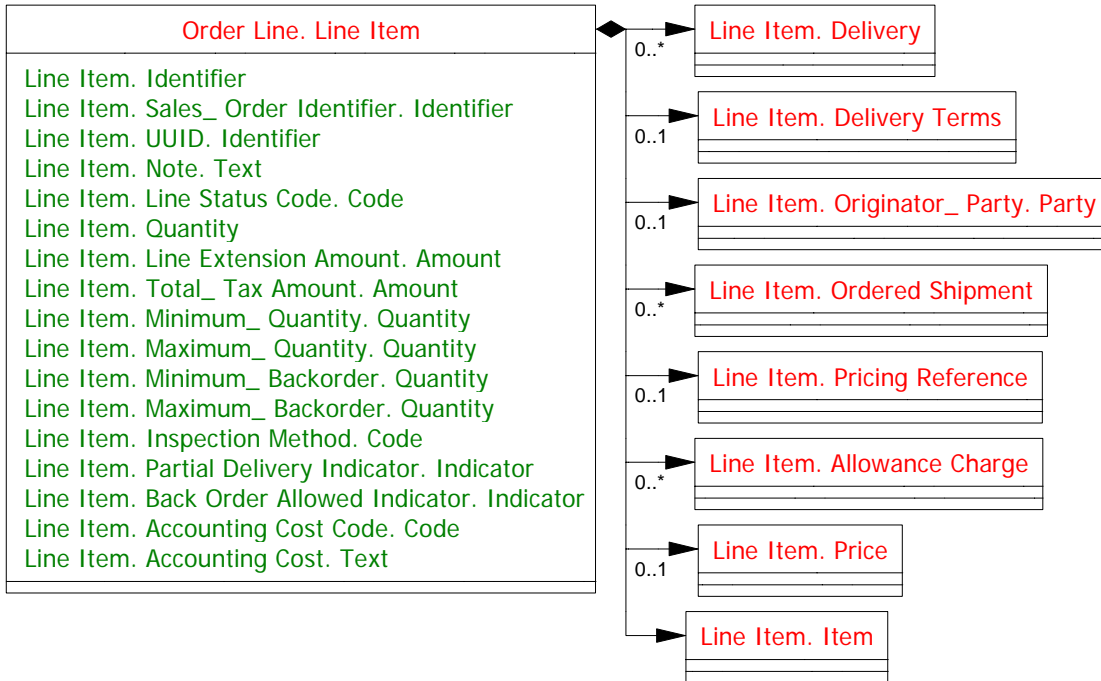 Order Line. Line Item
Line Item. Identifier
Line Item. Sales_ Order Identifier. Identifier
Line Item. UUID. Identifier
Line Item. Note. Text
Line Item. Line Status Code. Code
Line Item. Quantity
Line Item. Line Extension Amount. Amount
Line Item. Total_ Tax Amount. Amount
Line Item. Minimum_ Quantity. Quantity
Line Item. Maximum_ Quantity. Quantity
Line Item. Minimum_ Backorder. Quantity
Line Item. Maximum_ Backorder. Quantity
Line Item. Inspection Method. Code
Line Item. Partial Delivery Indicator. Indicator
Line Item. Back Order Allowed Indicator. Indicator
Line Item. Accounting Cost Code. Code
Line Item. Accounting Cost. Text
Line Item. Delivery
0..*
Line Item. Delivery Terms
0..1
Line Item. Originator_ Party. Party
0..1
Line Item. Ordered Shipment
0..*
Line Item. Pricing Reference
0..1
Line Item. Allowance Charge
0..*
Line Item. Price
0..1
Line Item. Item